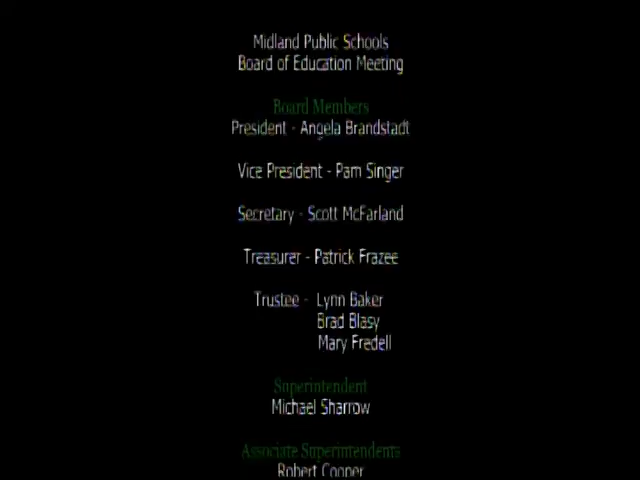 Midland Public Schools
Board of Education Meeting
Board Members
President - Angela Brandstadt
Vice President - Pam Singer
Secretary - Scott McFarland
Treasurer - Patrick Frazee
Trustee - Lynn Baker
Brad Blasy
Mary Fredell
Superintendent
Michael Sharrow
Associate Superintendents
Robert Cooper